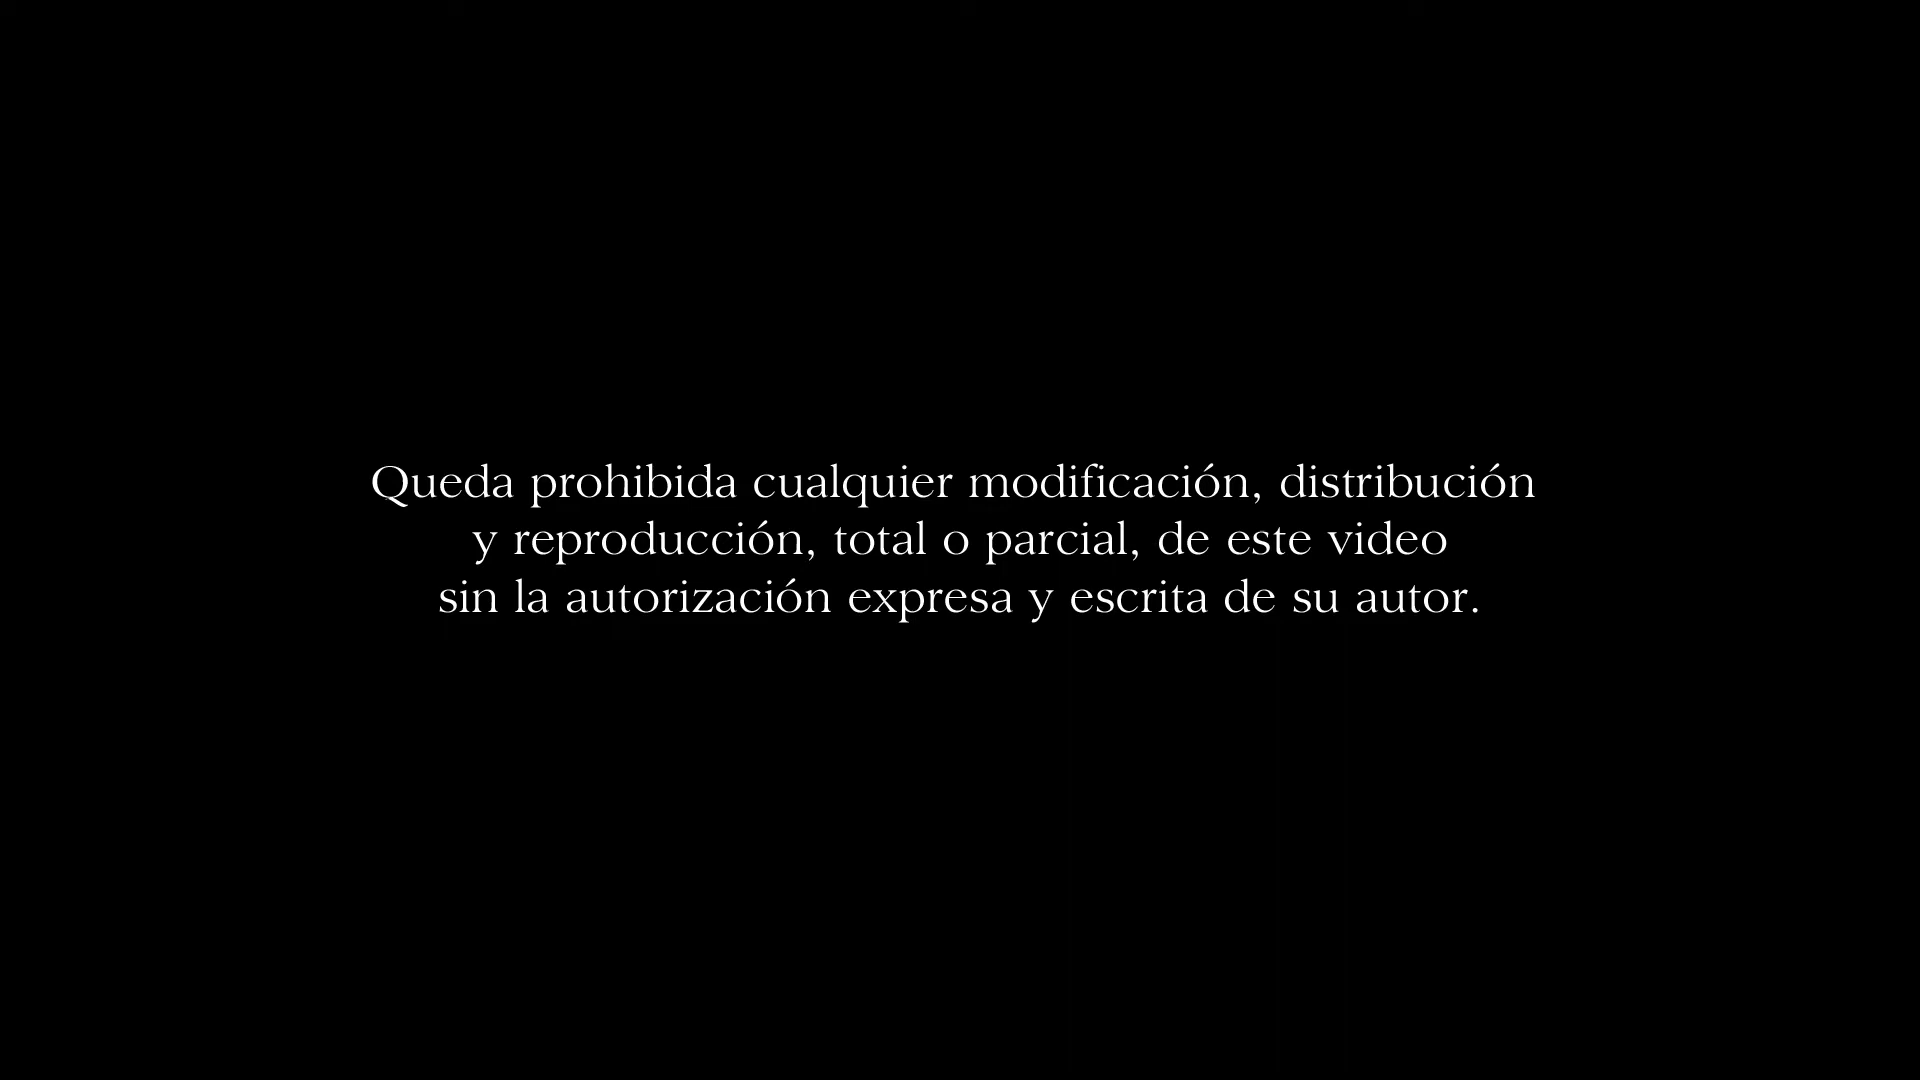 Queda prohibida cualquier modificación, distribución
y reproducción, total o parcial, de este video
sin la autorización expresa y escrita de su autor.